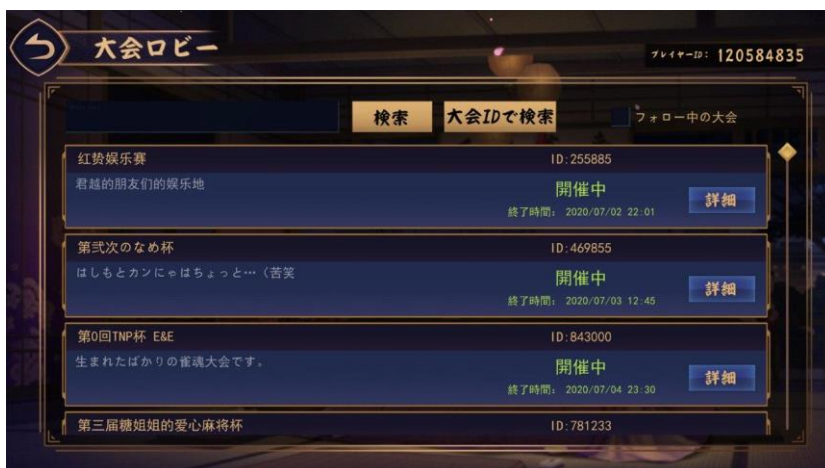 大会ロビー
プレイヤーID: 120584835
検索
大会IDで検索
フォロー中の大会
红贽娱乐赛 ID:255885
君越的朋友们的娱乐地
開催中
詳細
終了時間: 2020/07/02 22:01
第弐次のなめ杯 ID:469855
はしもとカンにゃはちょっと…（苦笑
開催中
詳細
終了時間: 2020/07/03 12:45
第0回TNP杯 E&E ID:843000
生まれたばかりの雀魂大会です。
開催中
詳細
終了時間: 2020/07/04 23:30
第三届糖姐姐的爱心麻将杯 ID:781233